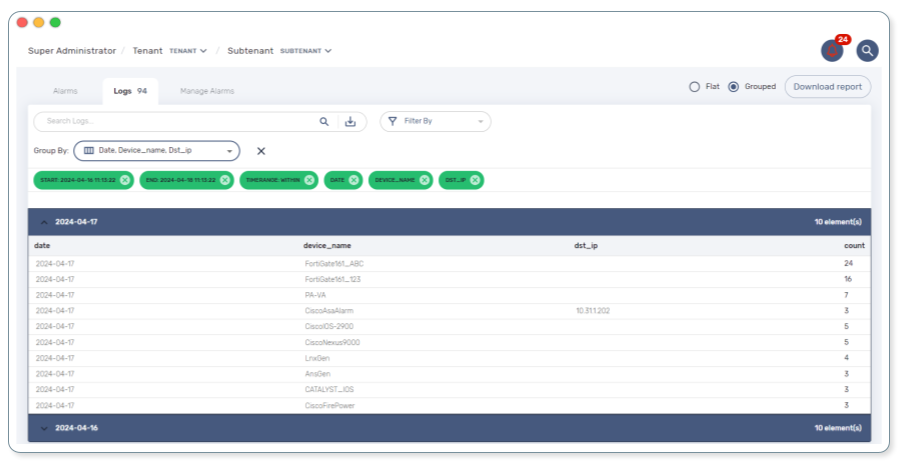 24
Super Administrator / Tenant TENANT / Subtenant SUBTENANT
Alarms Logs 94 Manage Alarms Flat Grouped Download report
Search Logs... Filter By
Group By: Date, Device_name, Dst_ip
START: 2024-04-16 11:13:22 END: 2024-04-18 11:13:22 TIMERANGE: WITHIN DATE DEVICE_NAME DST_IP
2024-04-17 10 element(s)
date device_name dst_ip count
2024-04-17 FortiGate161_ABC 24
2024-04-17 FortiGate161_123 16
2024-04-17 PA-VA 7
2024-04-17 CiscoAsaAlarm 10.31.1.202 3
2024-04-17 CiscoIOS-2900 5
2024-04-17 CiscoNexus9000 5
2024-04-17 LnxGen 4
2024-04-17 AnsGen 3
2024-04-17 CATALYST_IOS 3
2024-04-17 CiscoFirePower 3
2024-04-16 10 element(s)